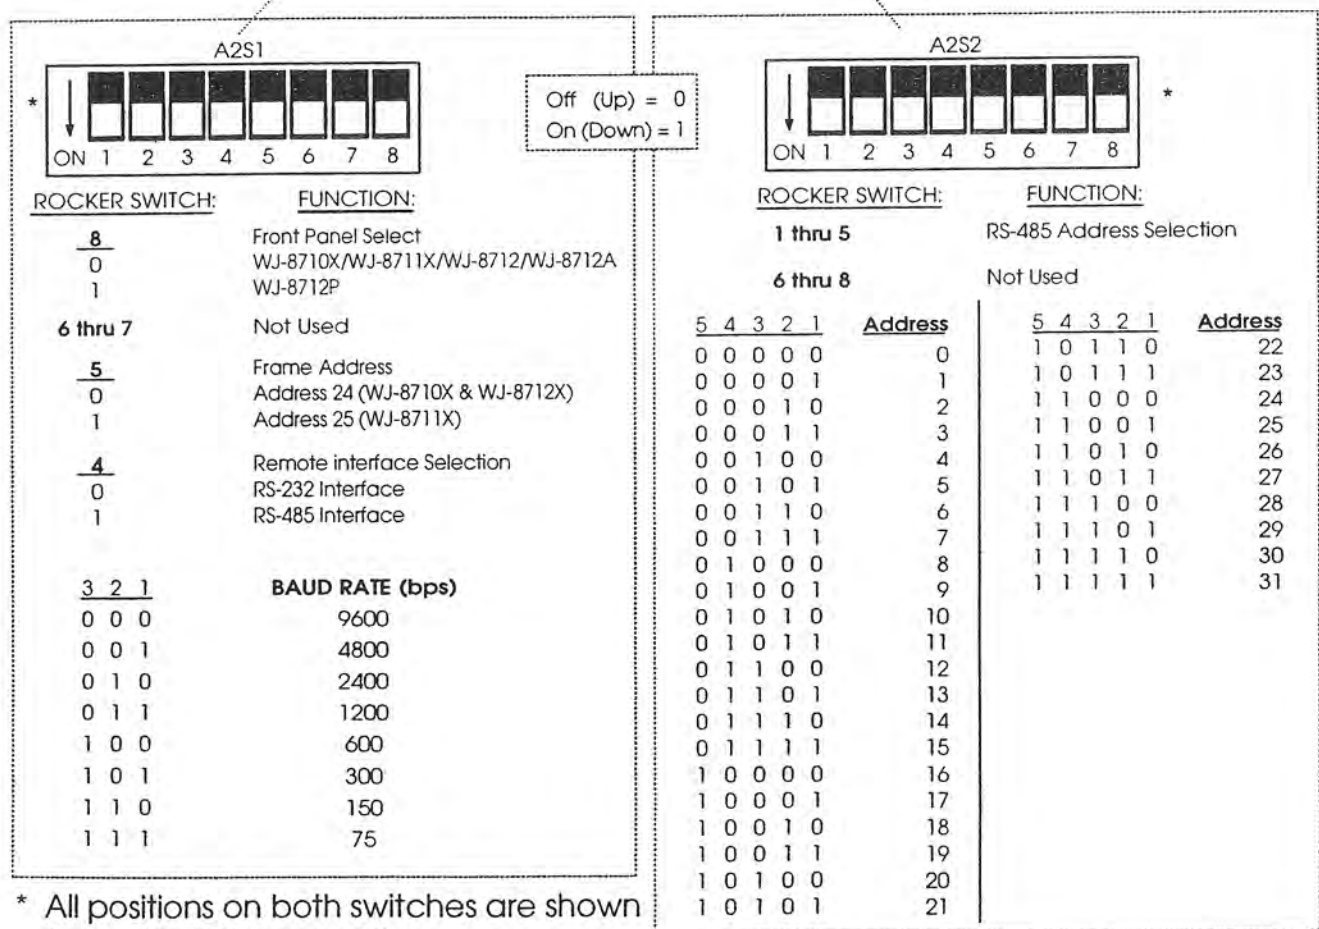 A2S1
*
ON 1 2 3 4 5 6 7 8
ROCKER SWITCH: FUNCTION:
8 Front Panel Select
0 WJ-8710X/WJ-8711X/WJ-8712/WJ-8712A
1 WJ-8712P
6 thru 7 Not Used
5 Frame Address
0 Address 24 (WJ-8710X & WJ-8712X)
1 Address 25 (WJ-8711X)
4 Remote interface Selection
0 RS-232 Interface
1 RS-485 Interface
3 2 1 BAUD RATE (bps)
0 0 0 9600
0 0 1 4800
0 1 0 2400
0 1 1 1200
1 0 0 600
1 0 1 300
1 1 0 150
1 1 1 75
* All positions on both switches are shown
Off (Up) = 0
On (Down) = 1
A2S2
*
ON 1 2 3 4 5 6 7 8
ROCKER SWITCH: FUNCTION:
1 thru 5 RS-485 Address Selection
6 thru 8 Not Used
5 4 3 2 1 Address
0 0 0 0 0 0
0 0 0 0 1 1
0 0 0 1 0 2
0 0 0 1 1 3
0 0 1 0 0 4
0 0 1 0 1 5
0 0 1 1 0 6
0 0 1 1 1 7
0 1 0 0 0 8
0 1 0 0 1 9
0 1 0 1 0 10
0 1 0 1 1 11
0 1 1 0 0 12
0 1 1 0 1 13
0 1 1 1 0 14
0 1 1 1 1 15
1 0 0 0 0 16
1 0 0 0 1 17
1 0 0 1 0 18
1 0 0 1 1 19
1 0 1 0 0 20
1 0 1 0 1 21
5 4 3 2 1 Address
1 0 1 1 0 22
1 0 1 1 1 23
1 1 0 0 0 24
1 1 0 0 1 25
1 1 0 1 0 26
1 1 0 1 1 27
1 1 1 0 0 28
1 1 1 0 1 29
1 1 1 1 0 30
1 1 1 1 1 31